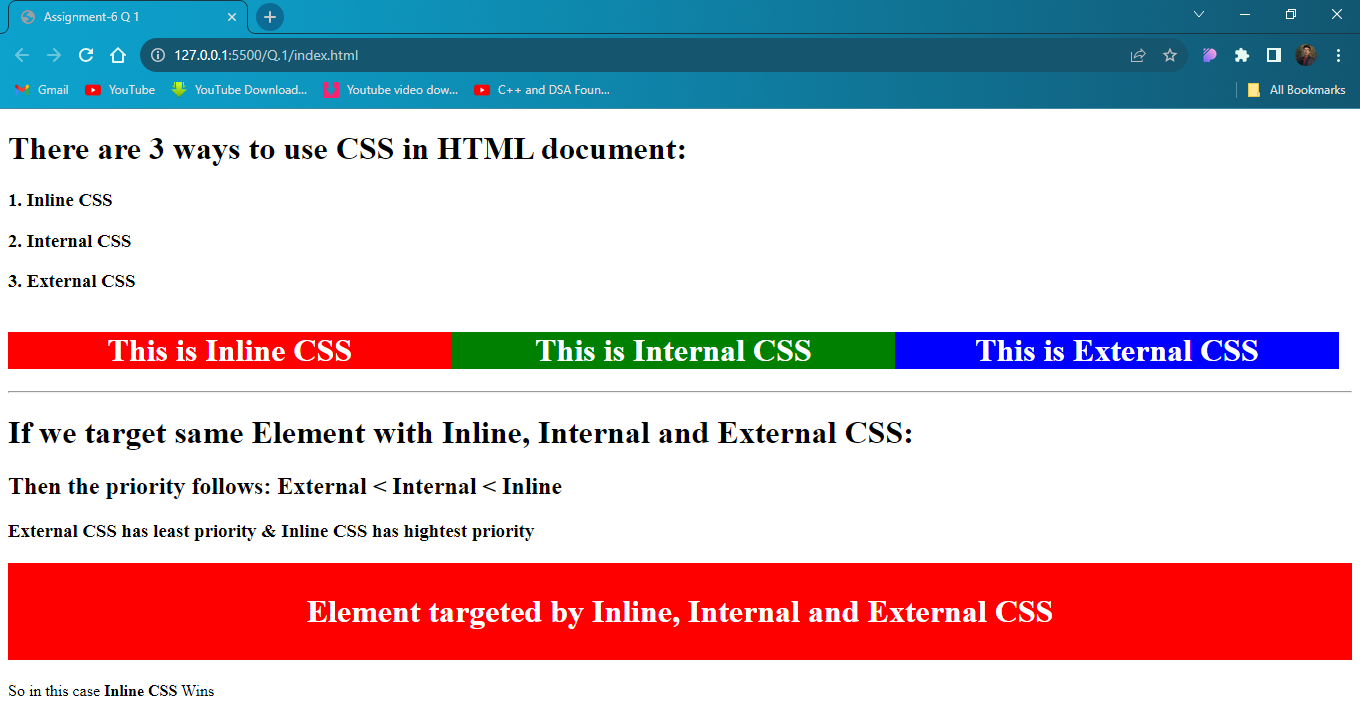 Assignment-6 Q 1
127.0.0.1:5500/Q.1/index.html
Gmail YouTube YouTube Download... Youtube video dow... C++ and DSA Foun... All Bookmarks
There are 3 ways to use CSS in HTML document:
1. Inline CSS
2. Internal CSS
3. External CSS
This is Inline CSS This is Internal CSS This is External CSS
If we target same Element with Inline, Internal and External CSS:
Then the priority follows: External < Internal < Inline
External CSS has least priority & Inline CSS has hightest priority
Element targeted by Inline, Internal and External CSS
So in this case Inline CSS Wins